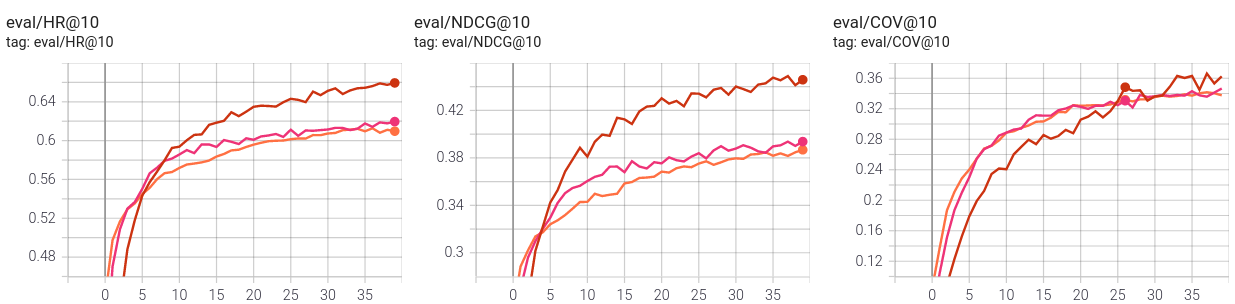 eval/HR@10
tag: eval/HR@10
0.64
0.6
0.56
0.52
0.48
0 5 10 15 20 25 30 35
eval/NDCG@10
tag: eval/NDCG@10
0.42
0.38
0.34
0.3
0 5 10 15 20 25 30 35
eval/COV@10
tag: eval/COV@10
0.36
0.32
0.28
0.24
0.2
0.16
0.12
0 5 10 15 20 25 30 35